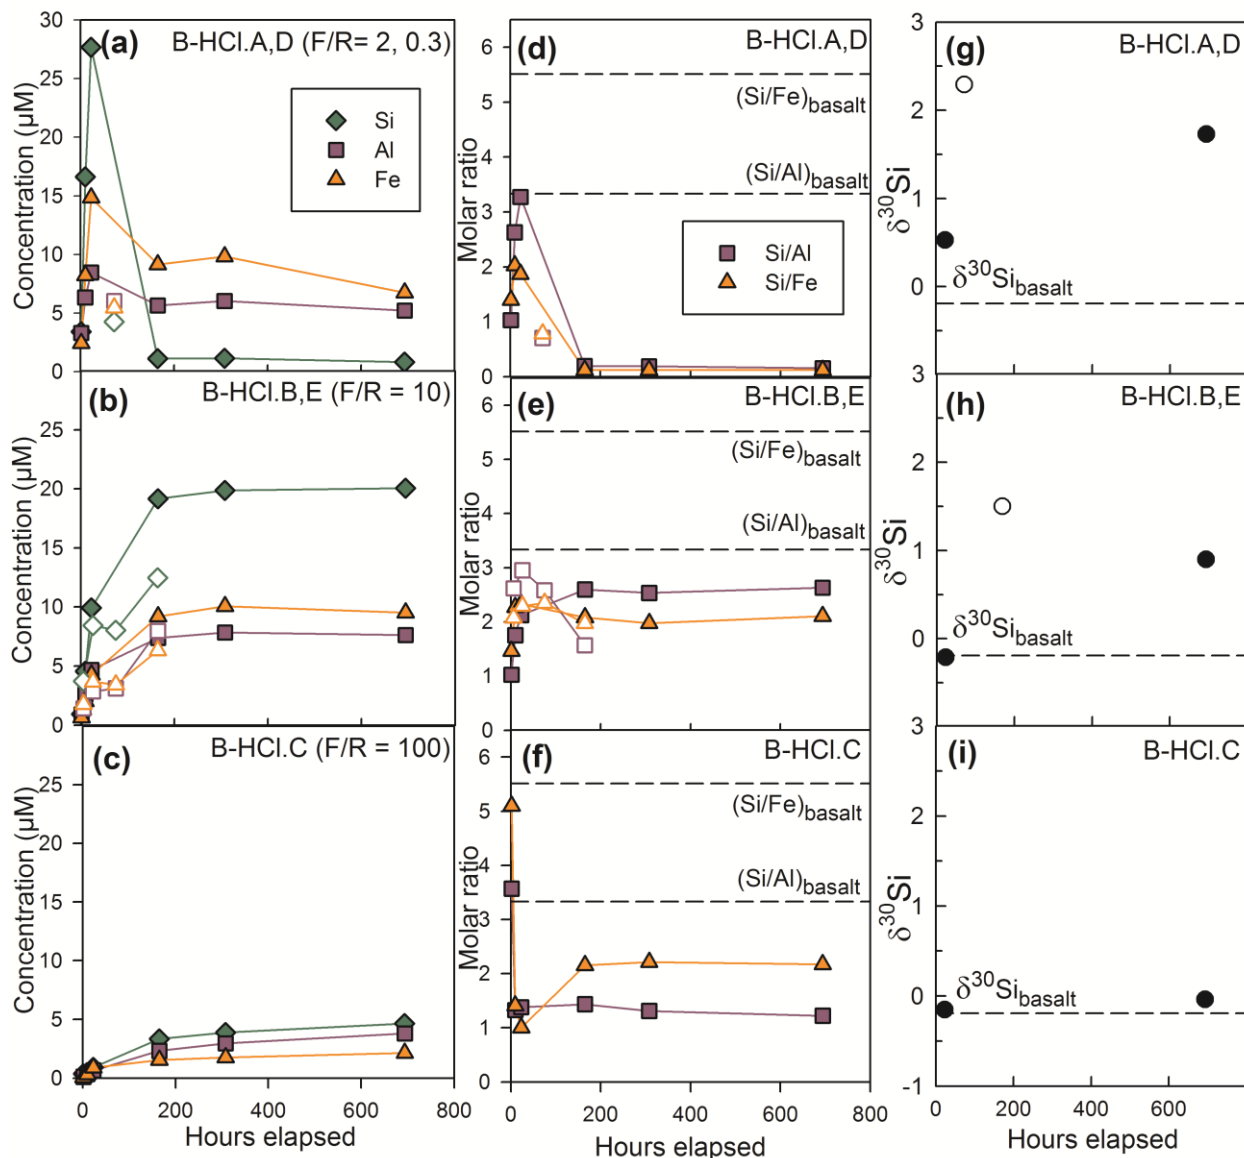 (a)
B-HCl.A,D (F/R= 2, 0.3)
Si
Al
Fe
Concentration (µM)
30
25
20
15
10
5
0
(b)
B-HCl.B,E (F/R = 10)
Concentration (µM)
25
20
15
10
5
0
(c)
B-HCl.C (F/R = 100)
Concentration (µM)
25
20
15
10
5
0
0 200 400 600 800
Hours elapsed
(d)
B-HCl.A,D
(Si/Fe)basalt
(Si/Al)basalt
Si/Al
Si/Fe
Molar ratio
6
5
4
3
2
1
0
(e)
B-HCl.B,E
(Si/Fe)basalt
(Si/Al)basalt
Molar ratio
6
5
4
3
2
1
0
(f)
B-HCl.C
(Si/Fe)basalt
(Si/Al)basalt
Molar ratio
5
4
3
2
1
0
0 200 400 600 800
Hours elapsed
(g)
B-HCl.A,D
δ30Si
δ30Sibasalt
3
2
1
0
3
(h)
B-HCl.B,E
δ30Si
δ30Sibasalt
2
1
0
3
(i)
B-HCl.C
δ30Si
δ30Sibasalt
2
1
0
-1
0 200 400 600
Hours elapsed